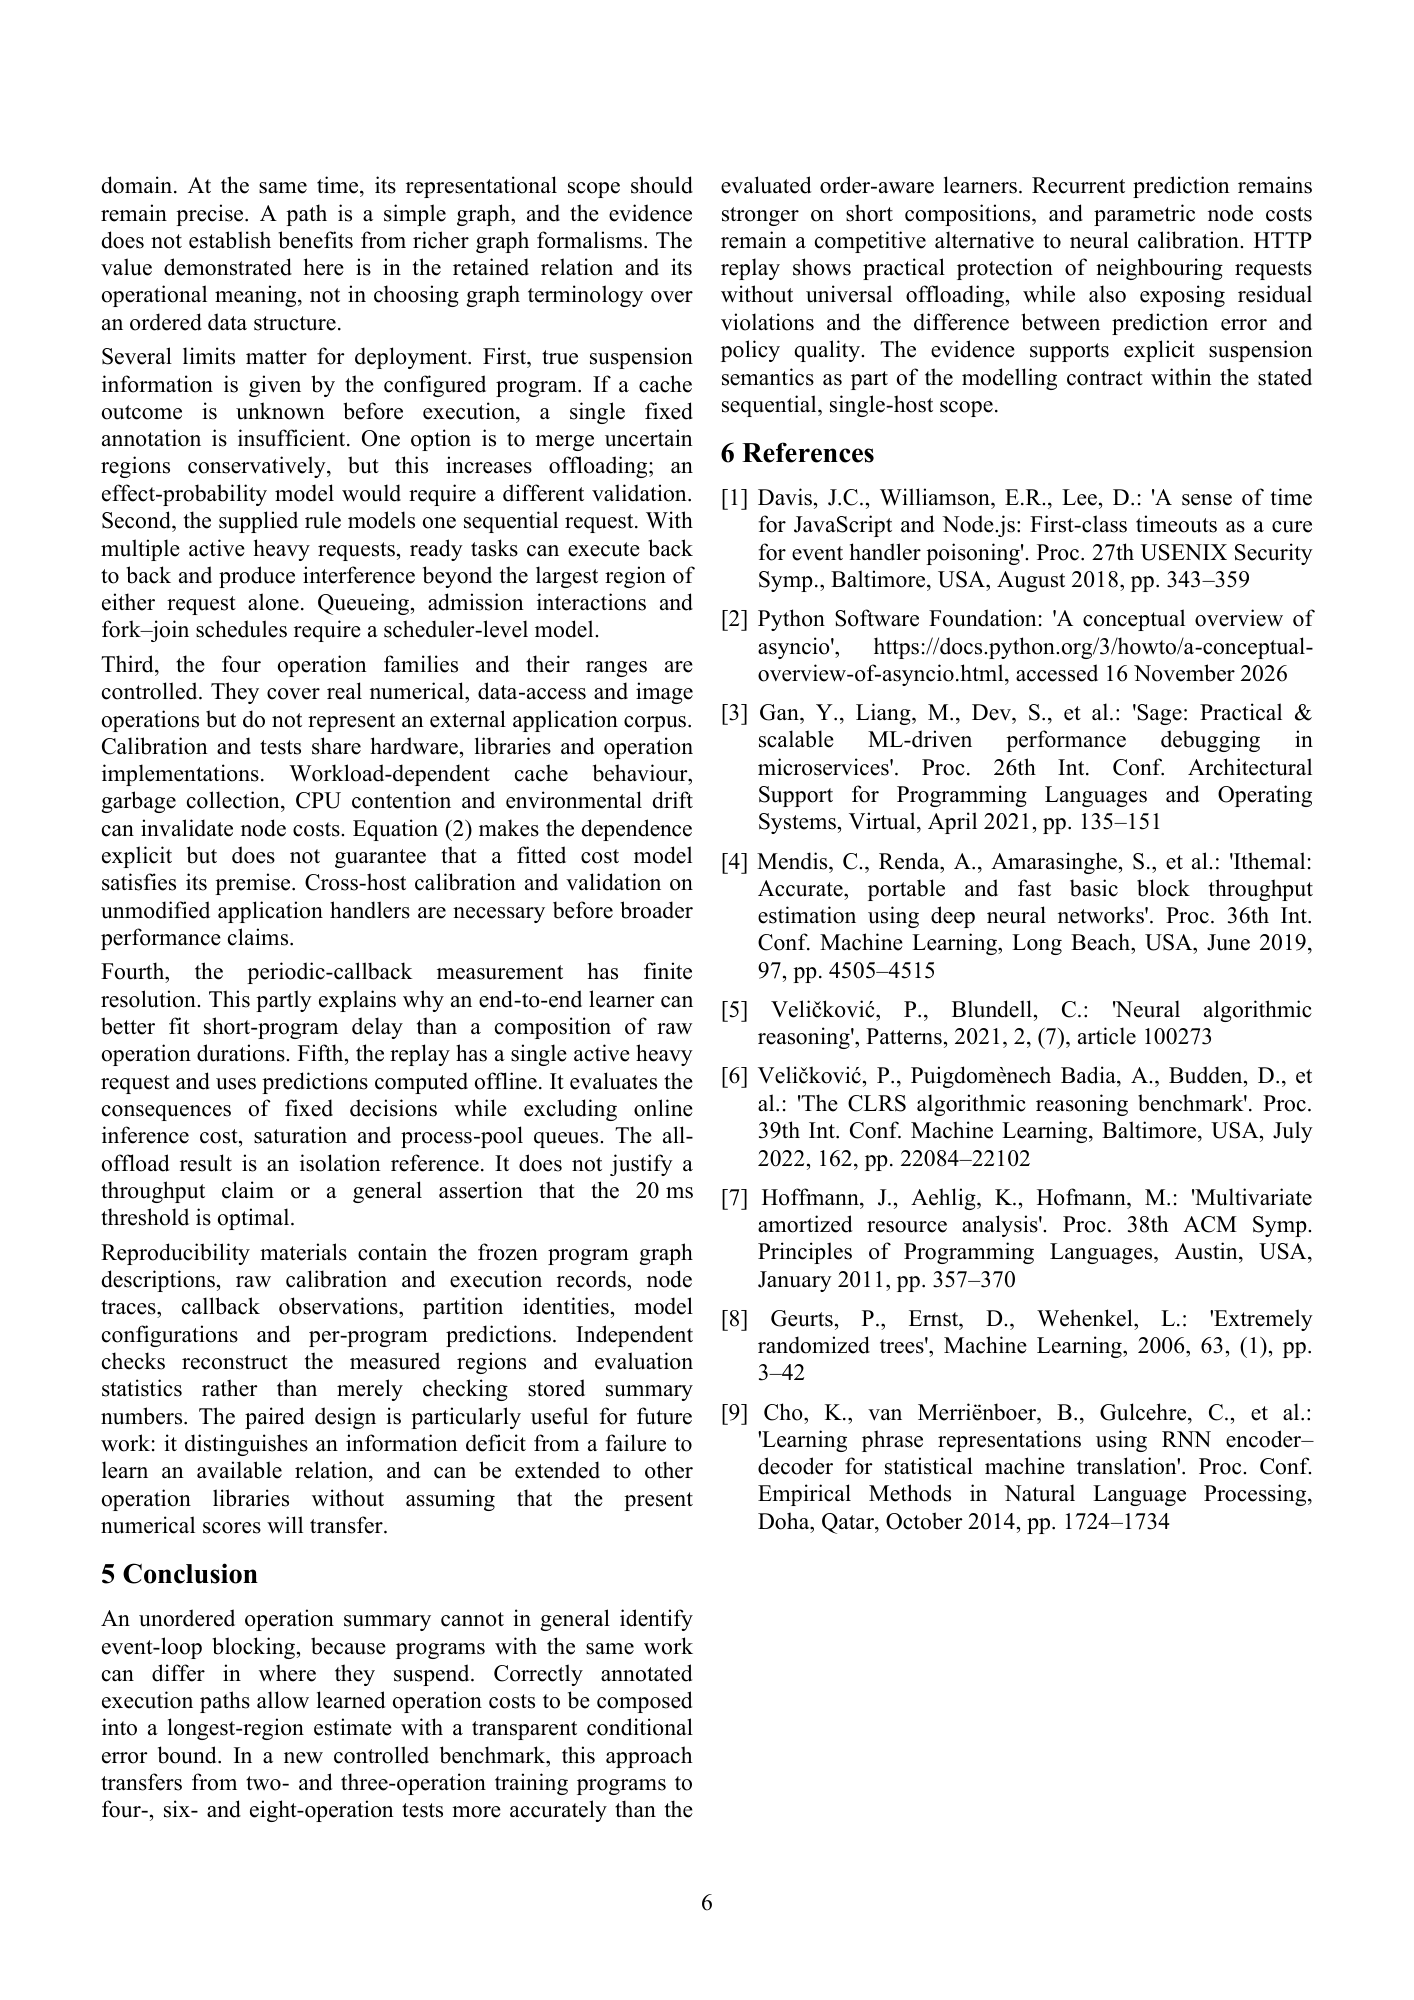 domain. At the same time, its representational scope should
remain precise. A path is a simple graph, and the evidence
does not establish benefits from richer graph formalisms. The
value demonstrated here is in the retained relation and its
operational meaning, not in choosing graph terminology over
an ordered data structure.
Several limits matter for deployment. First, true suspension
information is given by the configured program. If a cache
outcome is unknown before execution, a single fixed
annotation is insufficient. One option is to merge uncertain
regions conservatively, but this increases offloading; an
effect-probability model would require a different validation.
Second, the supplied rule models one sequential request. With
multiple active heavy requests, ready tasks can execute back
to back and produce interference beyond the largest region of
either request alone. Queueing, admission interactions and
fork–join schedules require a scheduler-level model.
Third, the four operation families and their ranges are
controlled. They cover real numerical, data-access and image
operations but do not represent an external application corpus.
Calibration and tests share hardware, libraries and operation
implementations. Workload-dependent cache behaviour,
garbage collection, CPU contention and environmental drift
can invalidate node costs. Equation (2) makes the dependence
explicit but does not guarantee that a fitted cost model
satisfies its premise. Cross-host calibration and validation on
unmodified application handlers are necessary before broader
performance claims.
Fourth, the periodic-callback measurement has finite
resolution. This partly explains why an end-to-end learner can
better fit short-program delay than a composition of raw
operation durations. Fifth, the replay has a single active heavy
request and uses predictions computed offline. It evaluates the
consequences of fixed decisions while excluding online
inference cost, saturation and process-pool queues. The all-
offload result is an isolation reference. It does not justify a
throughput claim or a general assertion that the 20 ms
threshold is optimal.
Reproducibility materials contain the frozen program graph
descriptions, raw calibration and execution records, node
traces, callback observations, partition identities, model
configurations and per-program predictions. Independent
checks reconstruct the measured regions and evaluation
statistics rather than merely checking stored summary
numbers. The paired design is particularly useful for future
work: it distinguishes an information deficit from a failure to
learn an available relation, and can be extended to other
operation libraries without assuming that the present
numerical scores will transfer.
5 Conclusion
An unordered operation summary cannot in general identify
event-loop blocking, because programs with the same work
can differ in where they suspend. Correctly annotated
execution paths allow learned operation costs to be composed
into a longest-region estimate with a transparent conditional
error bound. In a new controlled benchmark, this approach
transfers from two- and three-operation training programs to
four-, six- and eight-operation tests more accurately than the
evaluated order-aware learners. Recurrent prediction remains
stronger on short compositions, and parametric node costs
remain a competitive alternative to neural calibration. HTTP
replay shows practical protection of neighbouring requests
without universal offloading, while also exposing residual
violations and the difference between prediction error and
policy quality. The evidence supports explicit suspension
semantics as part of the modelling contract within the stated
sequential, single-host scope.
6 References
[1] Davis, J.C., Williamson, E.R., Lee, D.: 'A sense of time
for JavaScript and Node.js: First-class timeouts as a cure
for event handler poisoning'. Proc. 27th USENIX Security
Symp., Baltimore, USA, August 2018, pp. 343–359
[2] Python Software Foundation: 'A conceptual overview of
asyncio', https://docs.python.org/3/howto/a-conceptual-
overview-of-asyncio.html, accessed 16 November 2026
[3] Gan, Y., Liang, M., Dev, S., et al.: 'Sage: Practical &
scalable ML-driven performance debugging in
microservices'. Proc. 26th Int. Conf. Architectural
Support for Programming Languages and Operating
Systems, Virtual, April 2021, pp. 135–151
[4] Mendis, C., Renda, A., Amarasinghe, S., et al.: 'Ithemal:
Accurate, portable and fast basic block throughput
estimation using deep neural networks'. Proc. 36th Int.
Conf. Machine Learning, Long Beach, USA, June 2019,
97, pp. 4505–4515
[5] Veličković, P., Blundell, C.: 'Neural algorithmic
reasoning', Patterns, 2021, 2, (7), article 100273
[6] Veličković, P., Puigdomènech Badia, A., Budden, D., et
al.: 'The CLRS algorithmic reasoning benchmark'. Proc.
39th Int. Conf. Machine Learning, Baltimore, USA, July
2022, 162, pp. 22084–22102
[7] Hoffmann, J., Aehlig, K., Hofmann, M.: 'Multivariate
amortized resource analysis'. Proc. 38th ACM Symp.
Principles of Programming Languages, Austin, USA,
January 2011, pp. 357–370
[8] Geurts, P., Ernst, D., Wehenkel, L.: 'Extremely
randomized trees', Machine Learning, 2006, 63, (1), pp.
3–42
[9] Cho, K., van Merriënboer, B., Gulcehre, C., et al.:
'Learning phrase representations using RNN encoder–
decoder for statistical machine translation'. Proc. Conf.
Empirical Methods in Natural Language Processing,
Doha, Qatar, October 2014, pp. 1724–1734
6